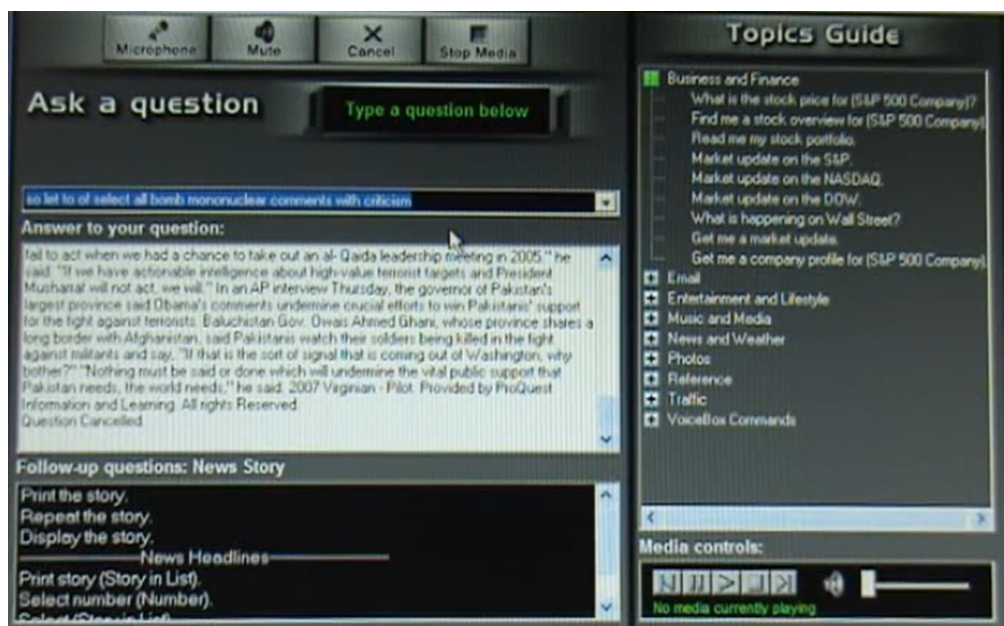 Microphone
Mute
Cancel
Stop Media
Ask a question
Type a question below
so let to of select all bomb mononuclear comments with criticism
Answer to your question:
fail to act when we had a chance to take out an al- Qaida leadership meeting in 2005." he
said. "If we have actionable intelligence about high-value terrorist targets and President
Musharraf will not act, we will." In an AP interview Thursday, the governor of Pakistan's
largest province said Obama's comments undermine crucial efforts to win Pakistanis' support
for the fight against terrorists. Baluchistan Gov. Owais Ahmed Ghani, whose province shares a
long border with Afghanistan, said Pakistanis watch their soldiers being killed in the fight
against militants and say, "If that is the sort of signal that is coming out of Washington, why
bother?" "Nothing must be said or done which will undermine the vital public support that
Pakistan needs, the world needs," he said. 2007 Virginian - Pilot. Provided by ProQuest
Information and Learning. All rights Reserved.
Question Cancelled
Follow-up questions: News Story
Print the story.
Repeat the story.
Display the story.
News Headlines
Print story (Story in List).
Select number (Number).
Select (Story in List)
Topics Guide
Business and Finance
What is the stock price for (S&P 500 Company)?
Find me a stock overview for (S&P 500 Company)
Read me my stock portfolio.
Market update on the S&P.
Market update on the NASDAQ.
Market update on the DOW.
What is happening on Wall Street?
Get me a market update.
Get me a company profile for (S&P 500 Company)
Email
Entertainment and Lifestyle
Music and Media
News and Weather
Photos
Reference
Traffic
VoiceBox Commands
Media controls:
No media currently playing